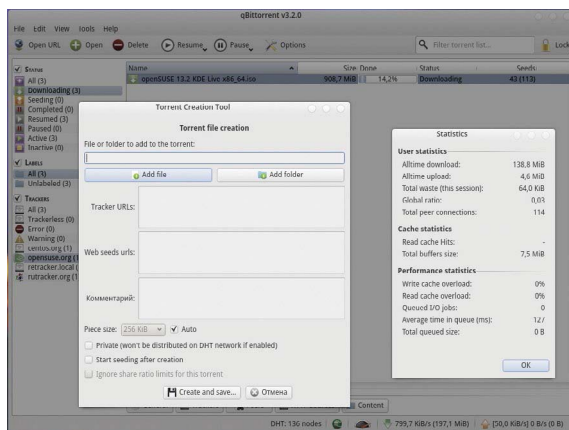 qBittorrent v3.2.0
File Edit View Tools Help
Open URL Open Delete Resume Pause Options Filter torrent list... Lock
Status
All (3)
Downloading (3)
Seeding (0)
Completed (0)
Resumed (3)
Paused (0)
Active (3)
Inactive (0)
Labels
All (3)
Unlabeled (3)
Trackers
All (3)
Trackerless (0)
Error (0)
Warning (0)
centos.org (1)
opensuse.org (1
retracker.local (
rutracker.org (1
Name Size Done Status Seeds
openSUSE 13.2 KDE Live x86_64.iso 908,7 MiB 14,2% Downloading 43 (113)
Torrent Creation Tool
Torrent file creation
File or folder to add to the torrent:
Add file Add folder
Tracker URLs:
Web seeds urls:
Комментарий:
Piece size: 256 KiB Auto
Private (won't be distributed on DHT network if enabled)
Start seeding after creation
Ignore share ratio limits for this torrent
Create and save... Отмена
Statistics
User statistics
Alltime download: 138,8 MiB
Alltime upload: 4,6 MiB
Total waste (this session): 64,0 KiB
Global ratio: 0,03
Total peer connections: 114
Cache statistics
Read cache Hits: -
Total buffers size: 7,5 MiB
Performance statistics
Write cache overload: 0%
Read cache overload: 0%
Queued I/O jobs: 0
Average time in queue (ms): 127
Total queued size: 0 B
OK
Content
DHT: 136 nodes 799,7 KiB/s (197,1 MiB) [50,0 KiB/s] 0 B/s (0 B)